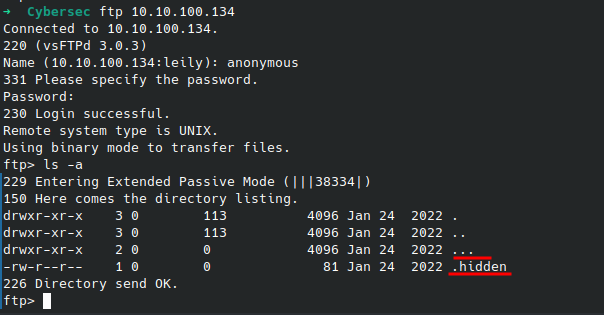 → Cybersec ftp 10.10.100.134
Connected to 10.10.100.134.
220 (vsFTPd 3.0.3)
Name (10.10.100.134:leily): anonymous
331 Please specify the password.
Password:
230 Login successful.
Remote system type is UNIX.
Using binary mode to transfer files.
ftp> ls -a
229 Entering Extended Passive Mode (|||38334|)
150 Here comes the directory listing.
drwxr-xr-x    3 0        113          4096 Jan 24  2022 .
drwxr-xr-x    3 0        113          4096 Jan 24  2022 ..
drwxr-xr-x    2 0        0            4096 Jan 24  2022 ...
-rw-r--r--    1 0        0              81 Jan 24  2022 .hidden
226 Directory send OK.
ftp>